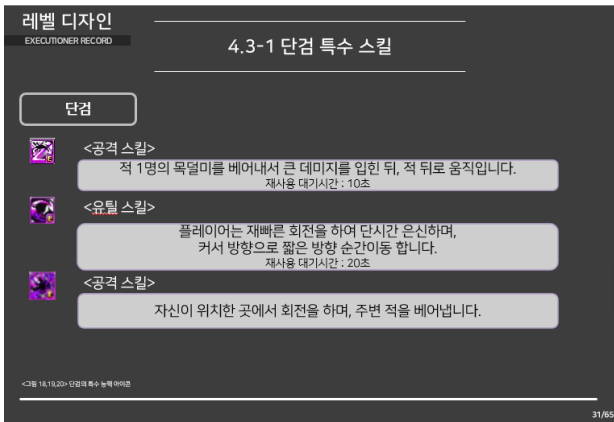 레벨 디자인
EXECUTIONER RECORD
4.3-1 단검 특수 스킬
단검
<공격 스킬>
적 1명의 목덜미를 베어내서 큰 데미지를 입힌 뒤, 적 뒤로 움직입니다.
재사용 대기시간 : 10초
<유틸 스킬>
플레이어는 재빠른 회전을 하여 단시간 은신하며,
커서 방향으로 짧은 방향 순간이동 합니다.
재사용 대기시간 : 20초
<공격 스킬>
자신이 위치한 곳에서 회전을 하며, 주변 적을 베어냅니다.
<그림 18,19,20> 단검의 특수 능력 아이콘
31/65